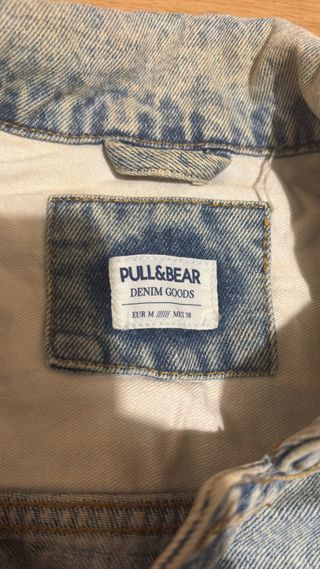 PULL&BEAR
DENIM GOODS
EUR M ////// MEX 38